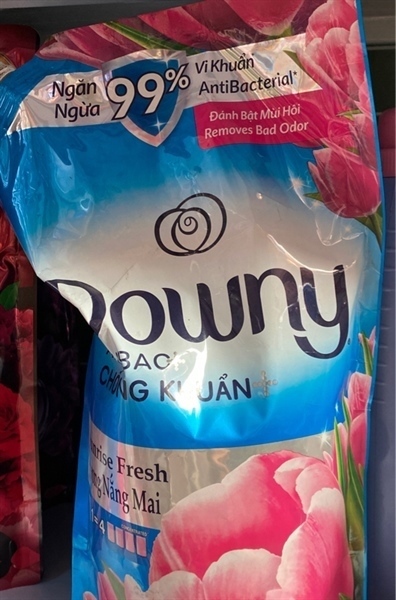 Ngăn
Ngừa
99%
Vi Khuẩn
AntiBacterial*
Đánh Bật Mùi Hôi
Removes Bad Odor
Downy
CHỐNG KHUẨN
Fresh
Nắng Mai